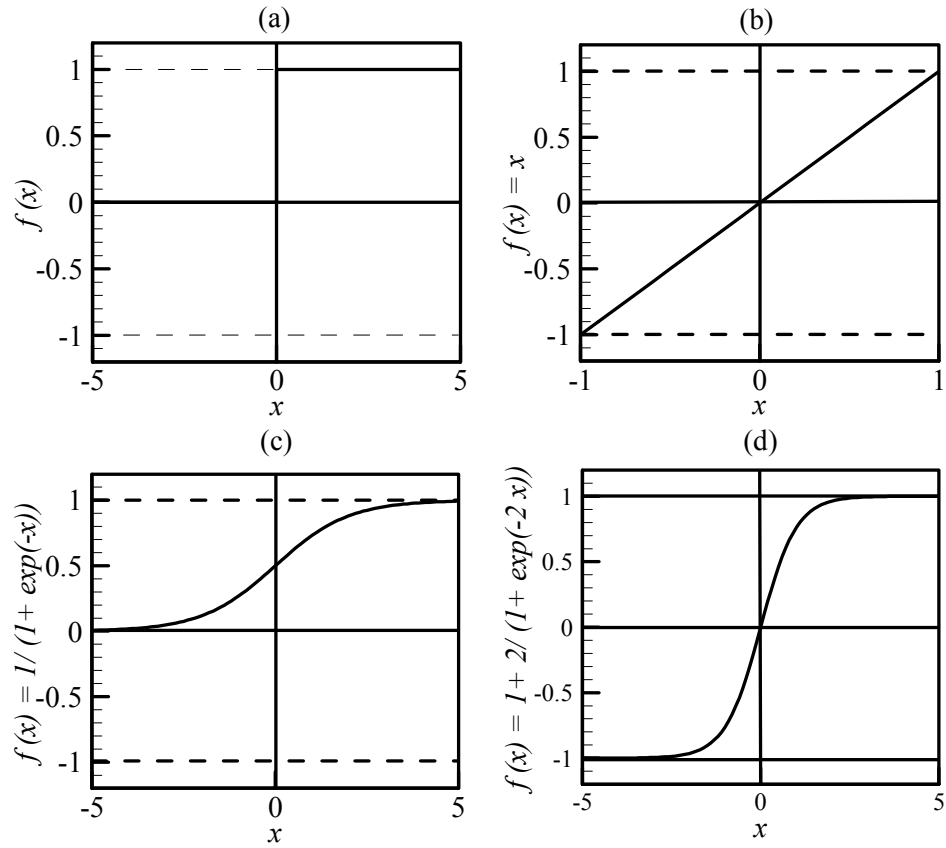 (a)
1
0.5
0
-0.5
-1
f (x)
-5 0 5
x
(b)
1
0.5
0
-0.5
-1
f (x) = x
-1 0 1
x
(c)
1
0.5
0
-0.5
-1
f (x) = 1/ (1+ exp(-x))
-5 0 5
x
(d)
1
0.5
0
-0.5
-1
f (x) = 1+ 2/ (1+ exp(-2 x))
-5 0 5
x